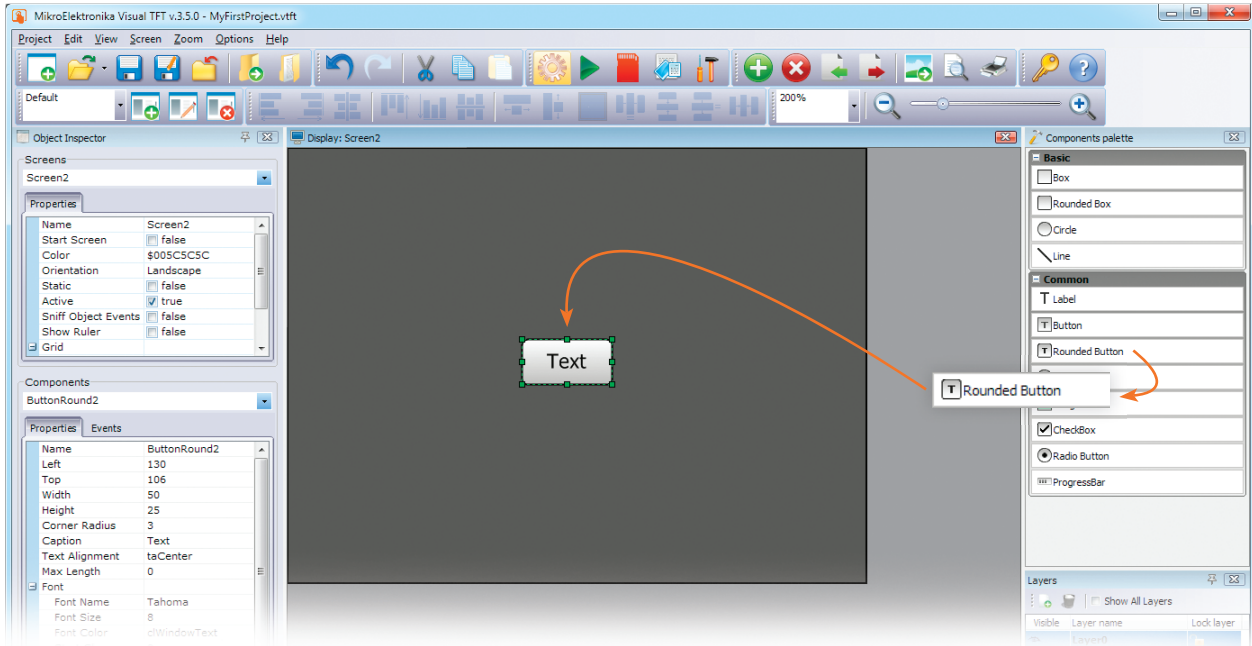 MikroElektronika Visual TFT v.3.5.0 - MyFirstProject.vtft
Project Edit View Screen Zoom Options Help
Default
200%
Object Inspector
Screens
Screen2
Properties
Name Screen2
Start Screen false
Color $005C5C5C
Orientation Landscape
Static false
Active true
Sniff Object Events false
Show Ruler false
Grid
Components
ButtonRound2
Properties Events
Name ButtonRound2
Left 130
Top 106
Width 50
Height 25
Corner Radius 3
Caption Text
Text Alignment taCenter
Max Length 0
Font
Font Name Tahoma
Font Size 8
Font Color clWindowText
Display: Screen2
Text
Rounded Button
Components palette
Basic
Box
Rounded Box
Circle
Line
Common
T Label
T Button
T Rounded Button
CheckBox
Radio Button
ProgressBar
Layers
Show All Layers
Visible Layer name Lock layer
Layer0